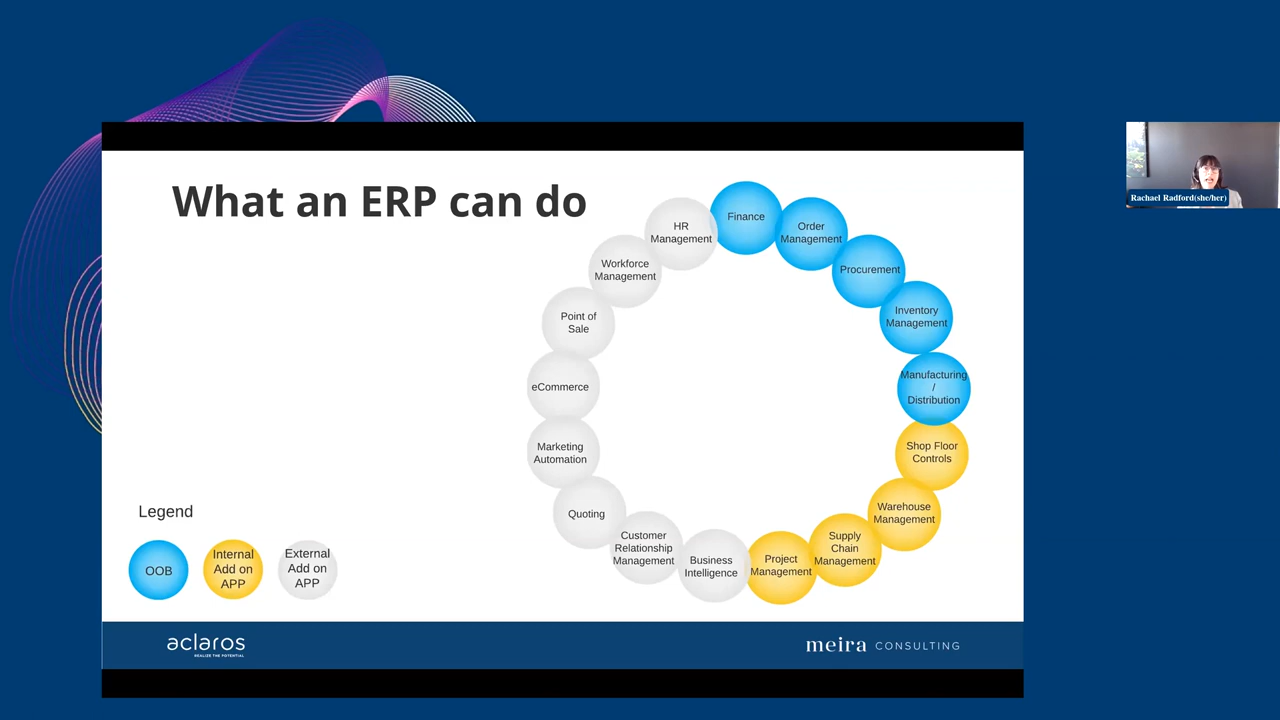 What an ERP can do
Finance
Order
Management
Procurement
Inventory
Management
Manufacturing
/
Distribution
Shop Floor
Controls
Warehouse
Management
Supply
Chain
Management
Project
Management
Business
Intelligence
Customer
Relationship
Management
Quoting
Marketing
Automation
eCommerce
Point of
Sale
Workforce
Management
HR
Management
Legend
OOB
Internal
Add on
APP
External
Add on
APP
aclaros
REALIZE THE POTENTIAL
meira CONSULTING
Rachael Radford(she/her)